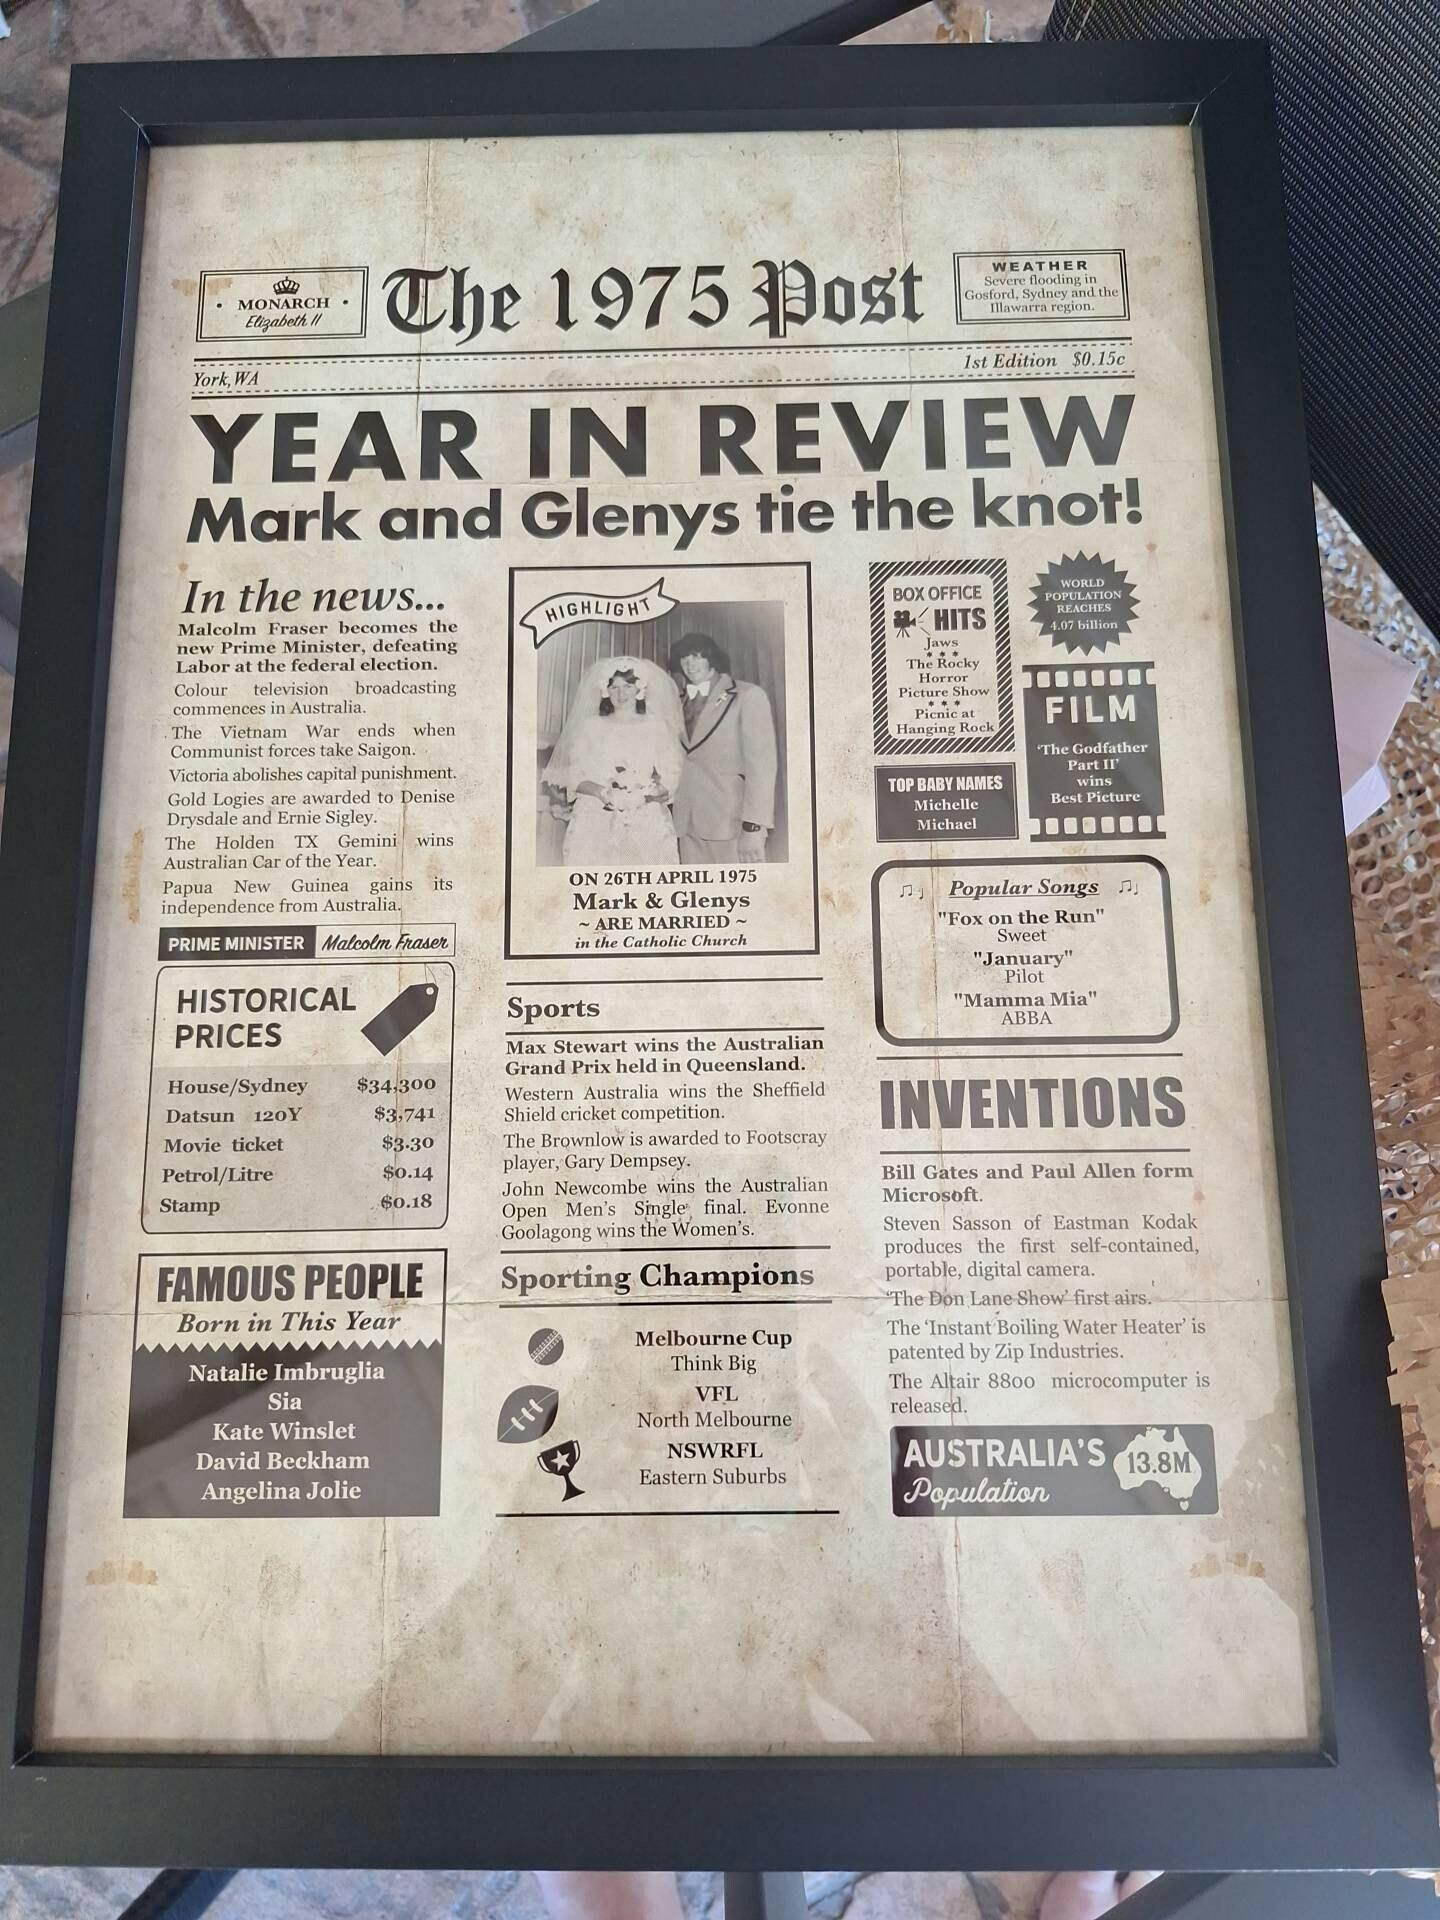 MONARCH
Elizabeth II
The 1975 Post
WEATHER
Severe flooding in
Gosford, Sydney and the
Illawarra region.
York, WA
1st Edition $0.15c
YEAR IN REVIEW
Mark and Glenys tie the knot!
In the news...
Malcolm Fraser becomes the
new Prime Minister, defeating
Labor at the federal election.
Colour television broadcasting
commences in Australia.
The Vietnam War ends when
Communist forces take Saigon.
Victoria abolishes capital punishment.
Gold Logies are awarded to Denise
Drysdale and Ernie Sigley.
The Holden TX Gemini wins
Australian Car of the Year.
Papua New Guinea gains its
independence from Australia.
PRIME MINISTER Malcolm Fraser
HISTORICAL
PRICES
House/Sydney $34,300
Datsun 120Y $3,741
Movie ticket $3.30
Petrol/Litre $0.14
Stamp $0.18
FAMOUS PEOPLE
Born in This Year
Natalie Imbruglia
Sia
Kate Winslet
David Beckham
Angelina Jolie
HIGHLIGHT
ON 26TH APRIL 1975
Mark & Glenys
~ ARE MARRIED ~
in the Catholic Church
Sports
Max Stewart wins the Australian
Grand Prix held in Queensland.
Western Australia wins the Sheffield
Shield cricket competition.
The Brownlow is awarded to Footscray
player, Gary Dempsey.
John Newcombe wins the Australian
Open Men's Single final. Evonne
Goolagong wins the Women's.
Sporting Champions
Melbourne Cup
Think Big
VFL
North Melbourne
NSWRFL
Eastern Suburbs
BOX OFFICE
HITS
Jaws
***
The Rocky
Horror
Picture Show
***
Picnic at
Hanging Rock
WORLD
POPULATION
REACHES
4.07 billion
FILM
'The Godfather
Part II'
wins
Best Picture
TOP BABY NAMES
Michelle
Michael
Popular Songs
"Fox on the Run"
Sweet
"January"
Pilot
"Mamma Mia"
ABBA
INVENTIONS
Bill Gates and Paul Allen form
Microsoft.
Steven Sasson of Eastman Kodak
produces the first self-contained,
portable, digital camera.
'The Don Lane Show' first airs.
The 'Instant Boiling Water Heater' is
patented by Zip Industries.
The Altair 8800 microcomputer is
released.
AUSTRALIA'S
Population
13.8M